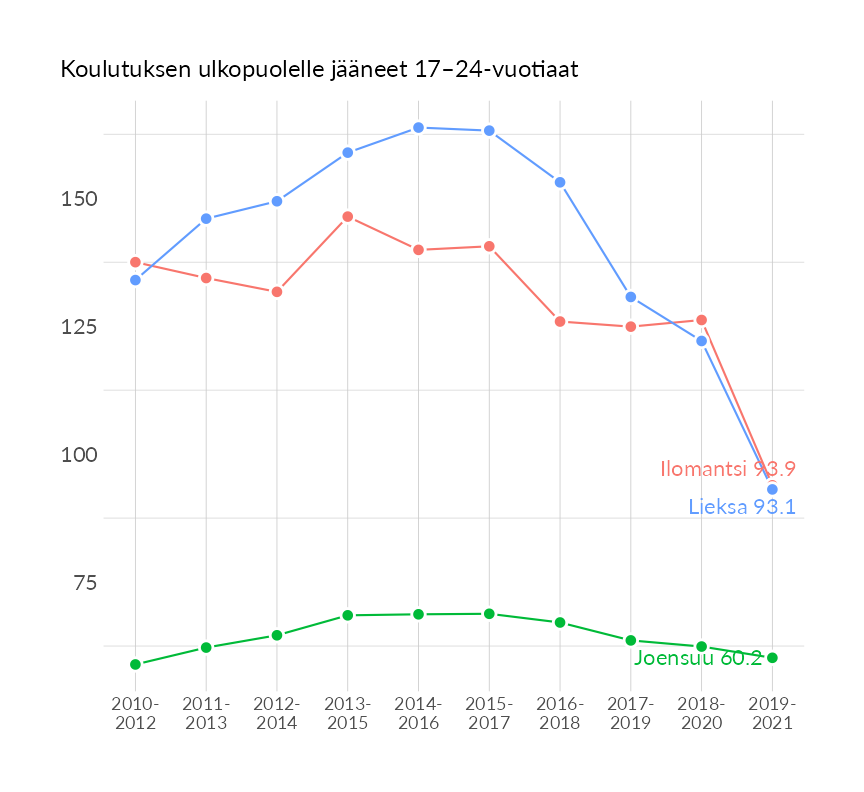 Koulutuksen ulkopuolelle jääneet 17–24-vuotiaat
150
125
100
75
Ilomantsi 93.9
Lieksa 93.1
Joensuu 60.2
2010- 2011- 2012- 2013- 2014- 2015- 2016- 2017- 2018- 2019-
2012 2013 2014 2015 2016 2017 2018 2019 2020 2021